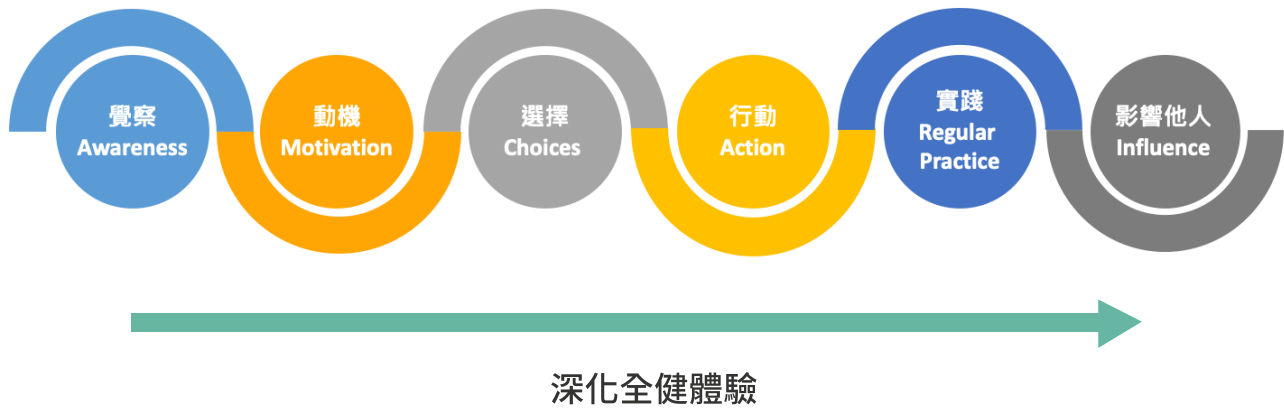 覺察
Awareness
動機
Motivation
選擇
Choices
行動
Action
實踐
Regular
Practice
影響他人
Influence
深化全健體驗